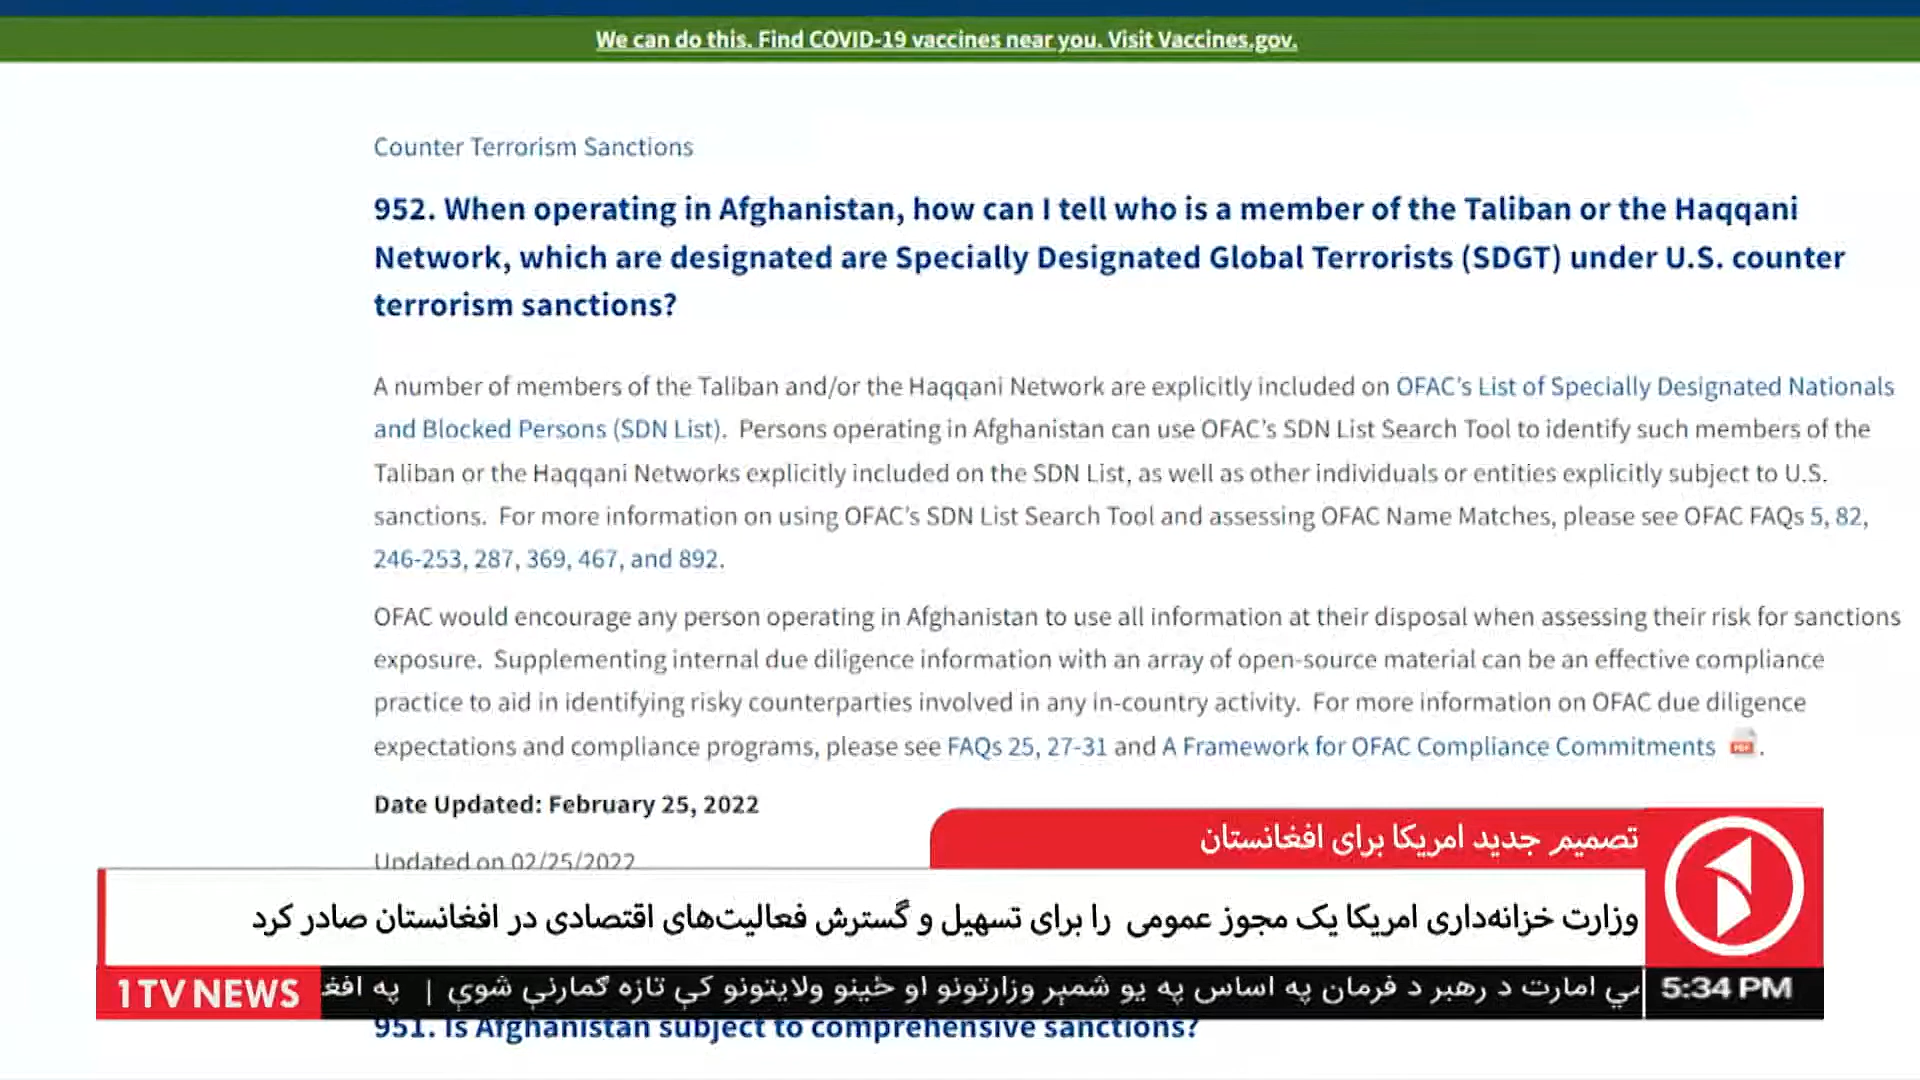 We can do this. Find COVID-19 vaccines near you. Visit Vaccines.gov.
Counter Terrorism Sanctions
952. When operating in Afghanistan, how can I tell who is a member of the Taliban or the Haqqani
Network, which are designated are Specially Designated Global Terrorists (SDGT) under U.S. counter
terrorism sanctions?
A number of members of the Taliban and/or the Haqqani Network are explicitly included on OFAC's List of Specially Designated Nationals
and Blocked Persons (SDN List).  Persons operating in Afghanistan can use OFAC's SDN List Search Tool to identify such members of the
Taliban or the Haqqani Networks explicitly included on the SDN List, as well as other individuals or entities explicitly subject to U.S.
sanctions.  For more information on using OFAC's SDN List Search Tool and assessing OFAC Name Matches, please see OFAC FAQs 5, 82,
246-253, 287, 369, 467, and 892.
OFAC would encourage any person operating in Afghanistan to use all information at their disposal when assessing their risk for sanctions
exposure.  Supplementing internal due diligence information with an array of open-source material can be an effective compliance
practice to aid in identifying risky counterparties involved in any in-country activity.  For more information on OFAC due diligence
expectations and compliance programs, please see FAQs 25, 27-31 and A Framework for OFAC Compliance Commitments PDF.
Date Updated: February 25, 2022
Updated on 02/25/2022
تصمیم جدید امریکا برای افغانستان
وزارت خزانه‌داری امریکا یک مجوز عمومی را برای تسهیل و گسترش فعالیت‌های اقتصادی در افغانستان صادر کرد
امارت د رهبر د فرمان په اساس په يو شمېر وزارتونو او ځينو ولايتونو کې تازه ګمارنې شوې | په
1TV NEWS
5:34 PM
951. Is Afghanistan subject to comprehensive sanctions?